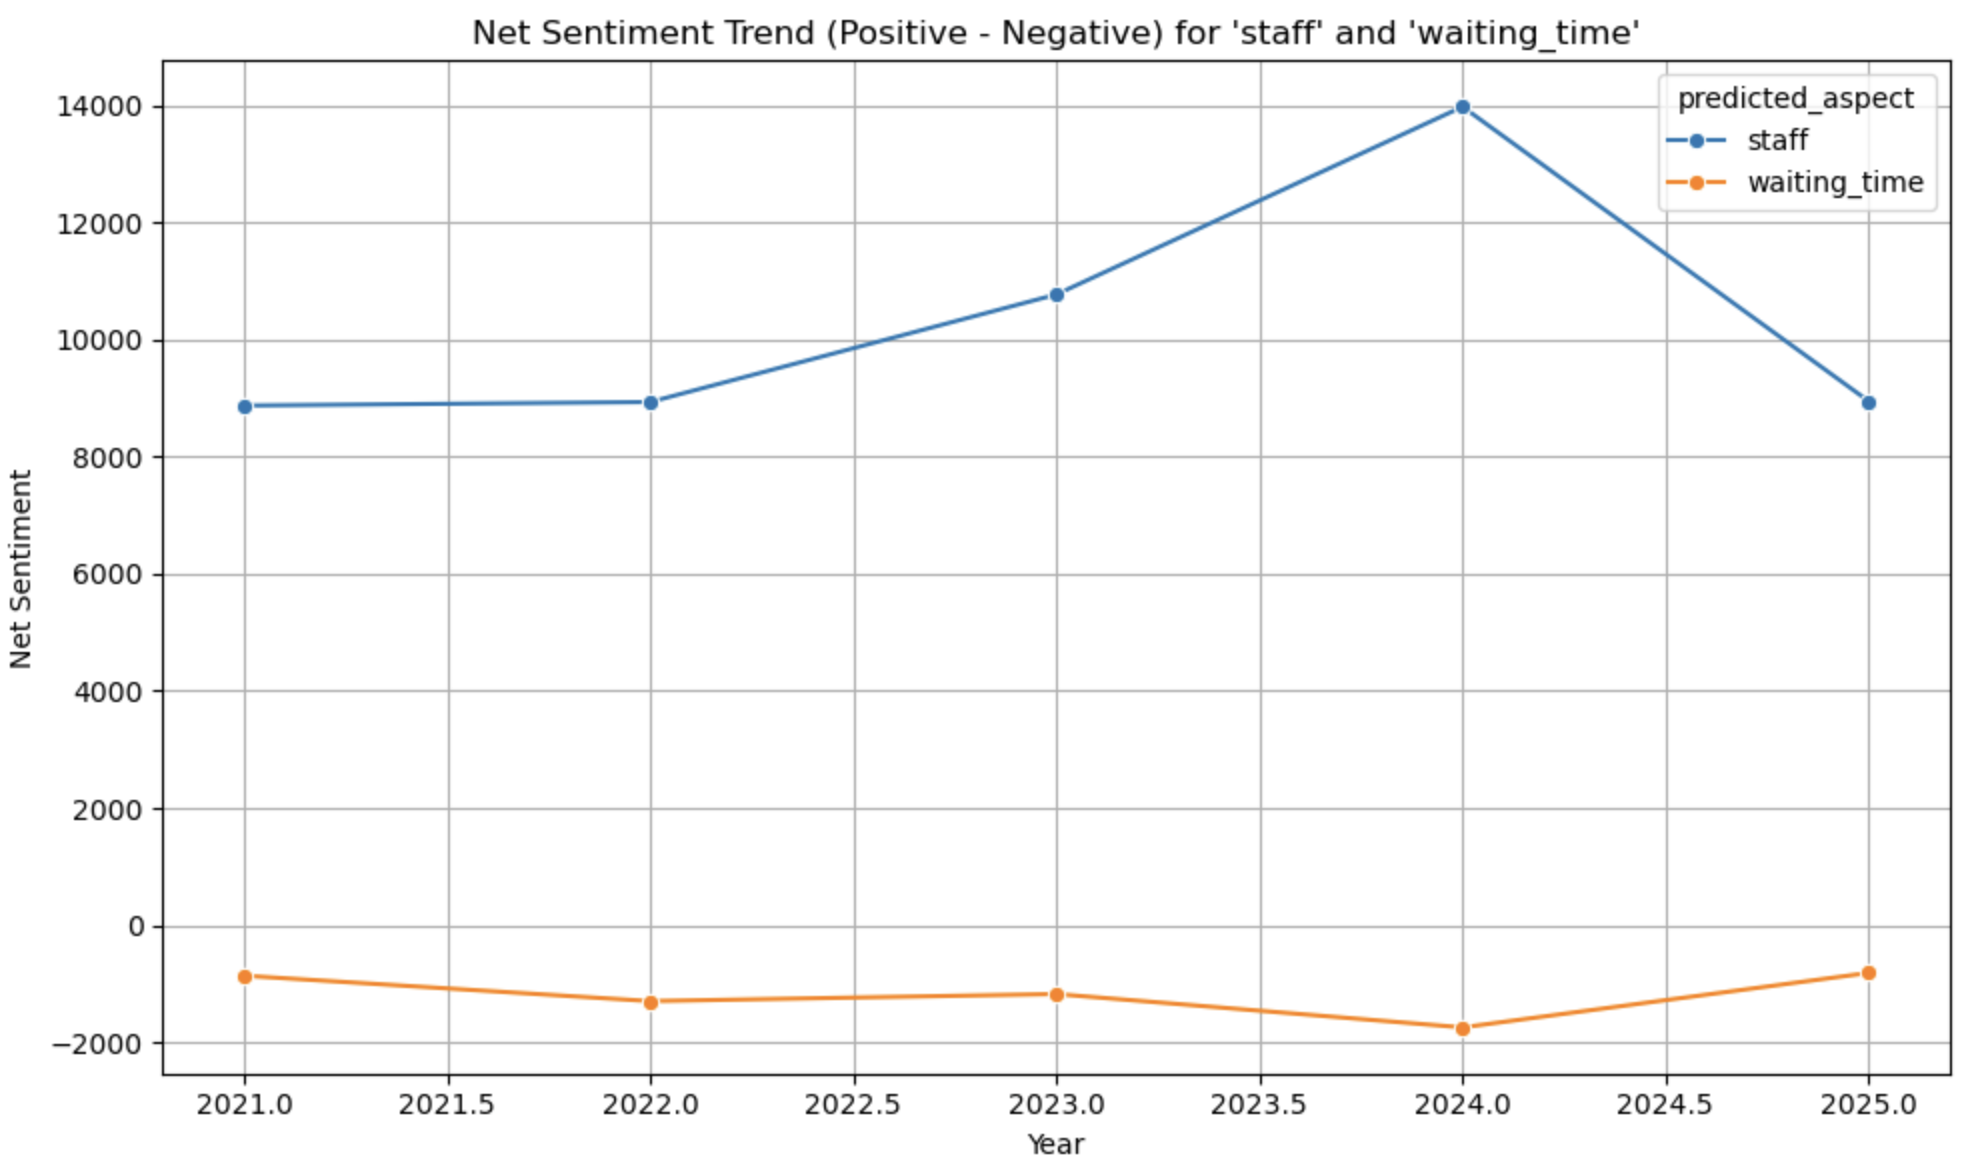 Net Sentiment Trend (Positive - Negative) for 'staff' and 'waiting_time'
predicted_aspect
staff
waiting_time
Net Sentiment
14000
12000
10000
8000
6000
4000
2000
0
−2000
2021.0 2021.5 2022.0 2022.5 2023.0 2023.5 2024.0 2024.5 2025.0
Year